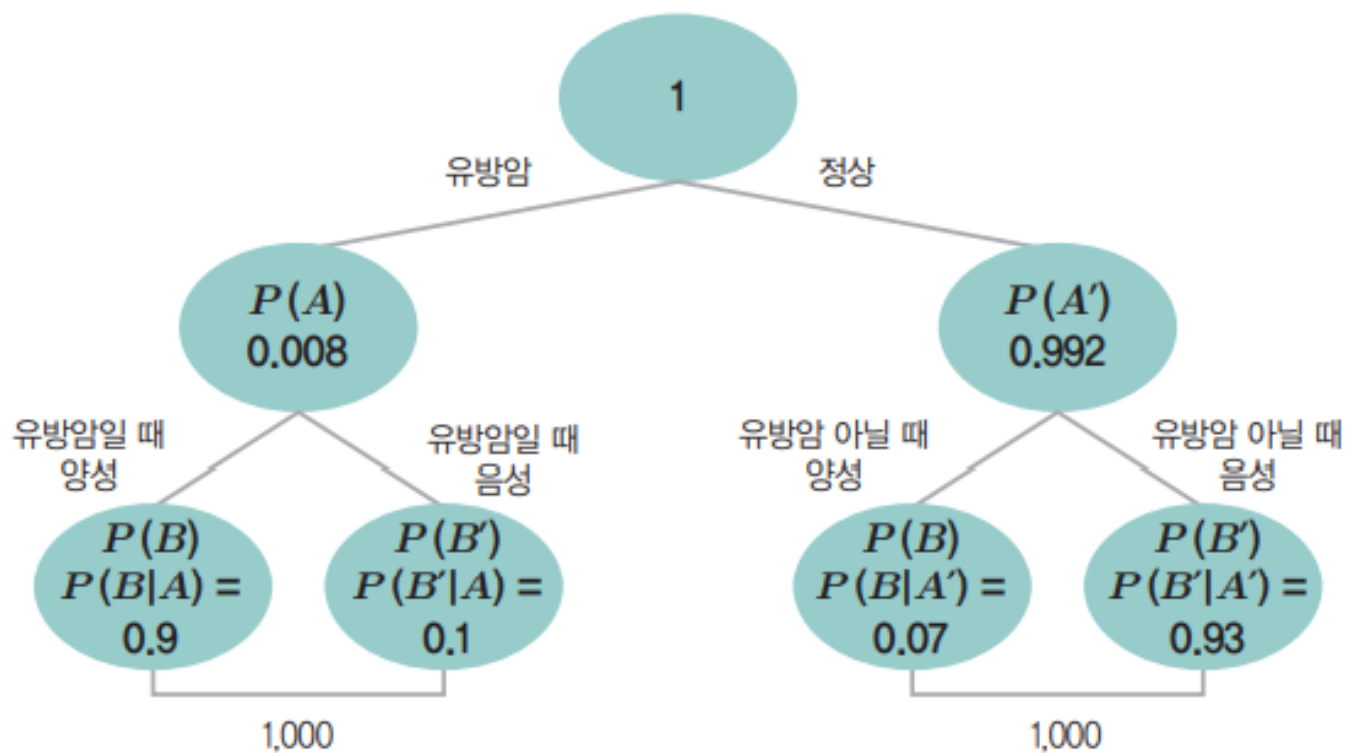 1
유방암
정상
P(A)
0.008
P(A′)
0.992
유방암일 때
양성
유방암일 때
음성
유방암 아닐 때
양성
유방암 아닐 때
음성
P(B)
P(B|A) =
0.9
P(B′)
P(B′|A) =
0.1
P(B)
P(B|A′) =
0.07
P(B′)
P(B′|A′) =
0.93
1,000
1,000